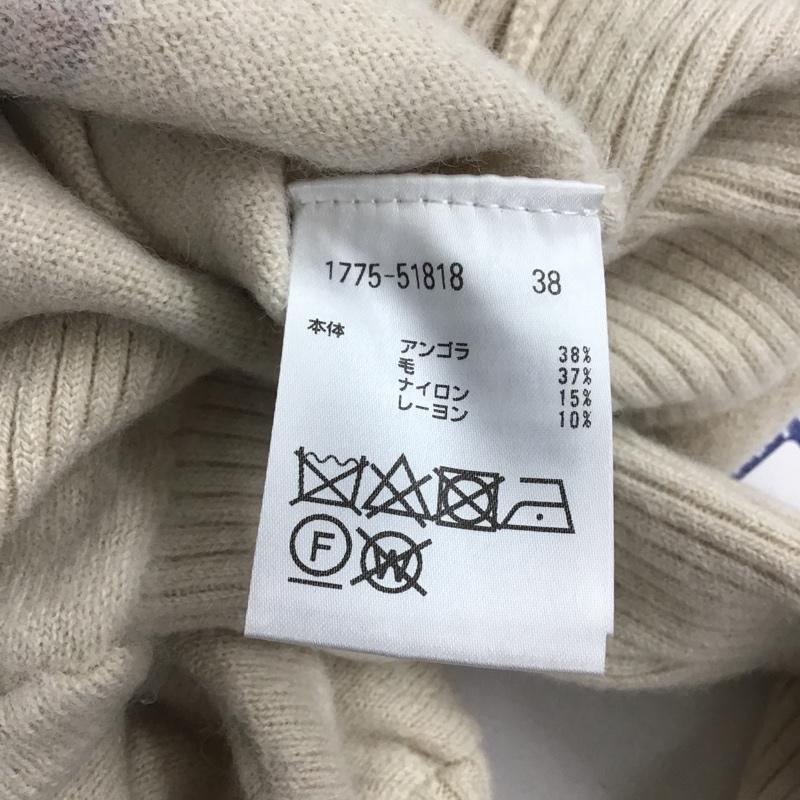 1775-51818 38
本体
アンゴラ 38%
毛 37%
ナイロン 15%
レーヨン 10%
F W